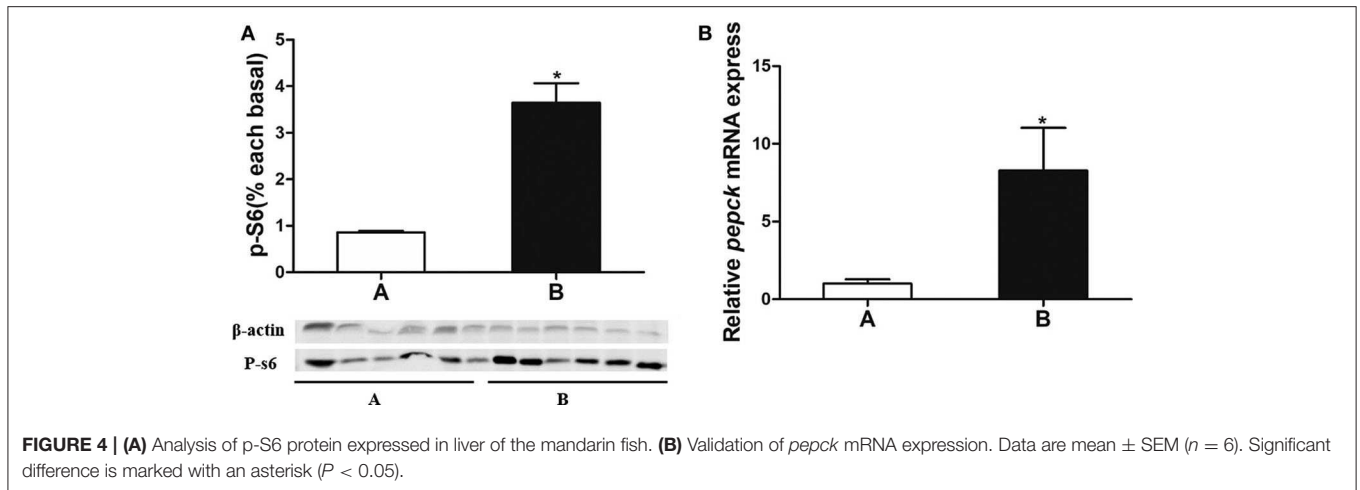 A
p-S6(% each basal)
5
4
3
2
1
0
*
A B
β-actin
P-s6
A B
B
Relative pepck mRNA express
15
10
5
0
*
A B
FIGURE 4 | (A) Analysis of p-S6 protein expressed in liver of the mandarin fish. (B) Validation of pepck mRNA expression. Data are mean ± SEM (n = 6). Significant
difference is marked with an asterisk (P < 0.05).